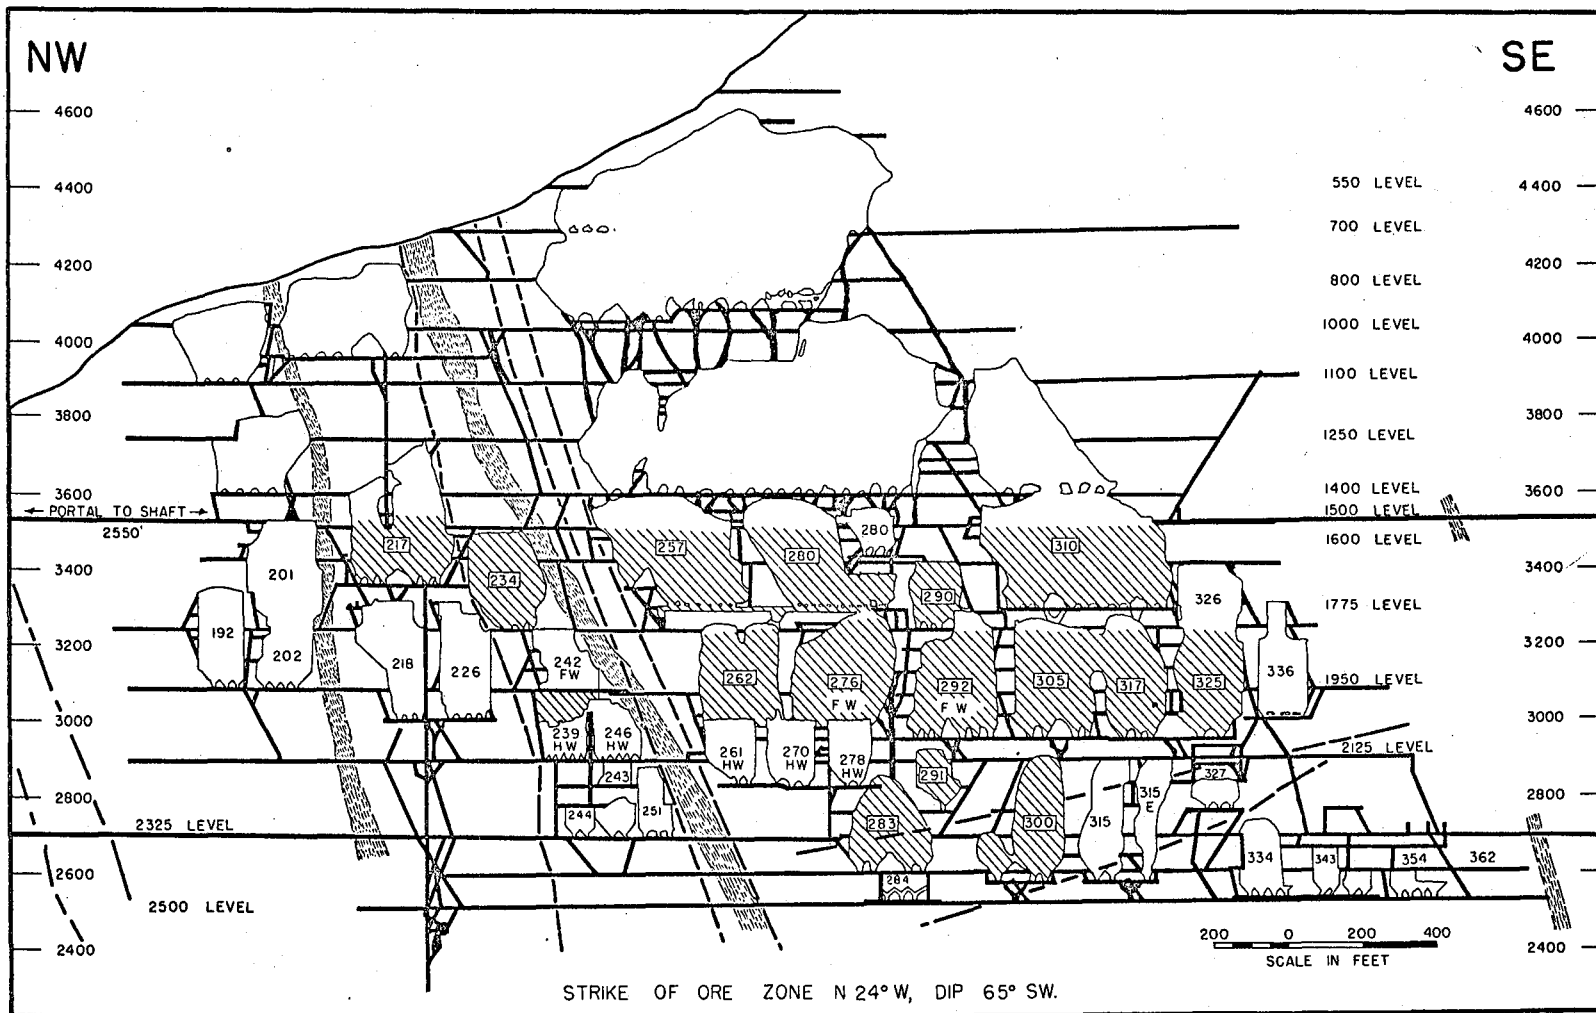 NW
SE
4600
4600
4400
550 LEVEL
4400
700 LEVEL
4200
800 LEVEL
4200
4000
1000 LEVEL
4000
1100 LEVEL
3800
3800
1250 LEVEL
3600
1400 LEVEL
3600
PORTAL TO SHAFT
1500 LEVEL
2550'
1600 LEVEL
217
234
257
280
280
310
3400
201
290
326
3400
1775 LEVEL
192
202
218
226
242
FW
262
276
F W
292
F W
305
317
325
336
3200
3200
1950 LEVEL
3000
3000
239
HW
246
HW
261
HW
270
HW
278
HW
2125 LEVEL
243
291
327
2800
315
E
2800
244
251
283
300
315
2325 LEVEL
334
343
354
362
2600
284
2600
2500 LEVEL
2400
200 0 200 400
2400
SCALE IN FEET
STRIKE OF ORE ZONE N 24° W, DIP 65° SW.